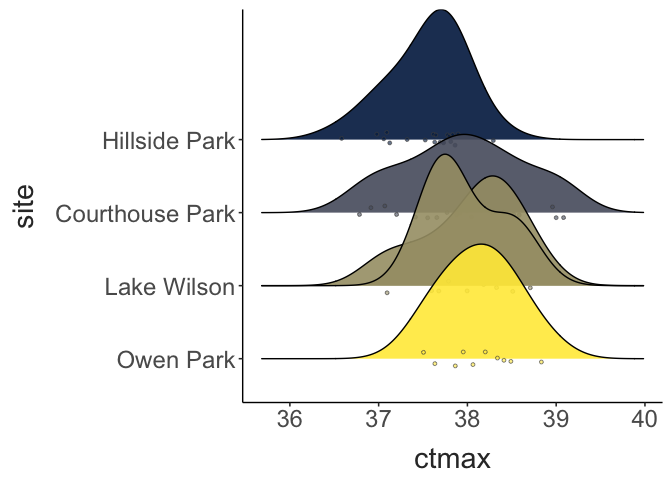 site
Hillside Park
Courthouse Park
Lake Wilson
Owen Park
36 37 38 39 40
ctmax